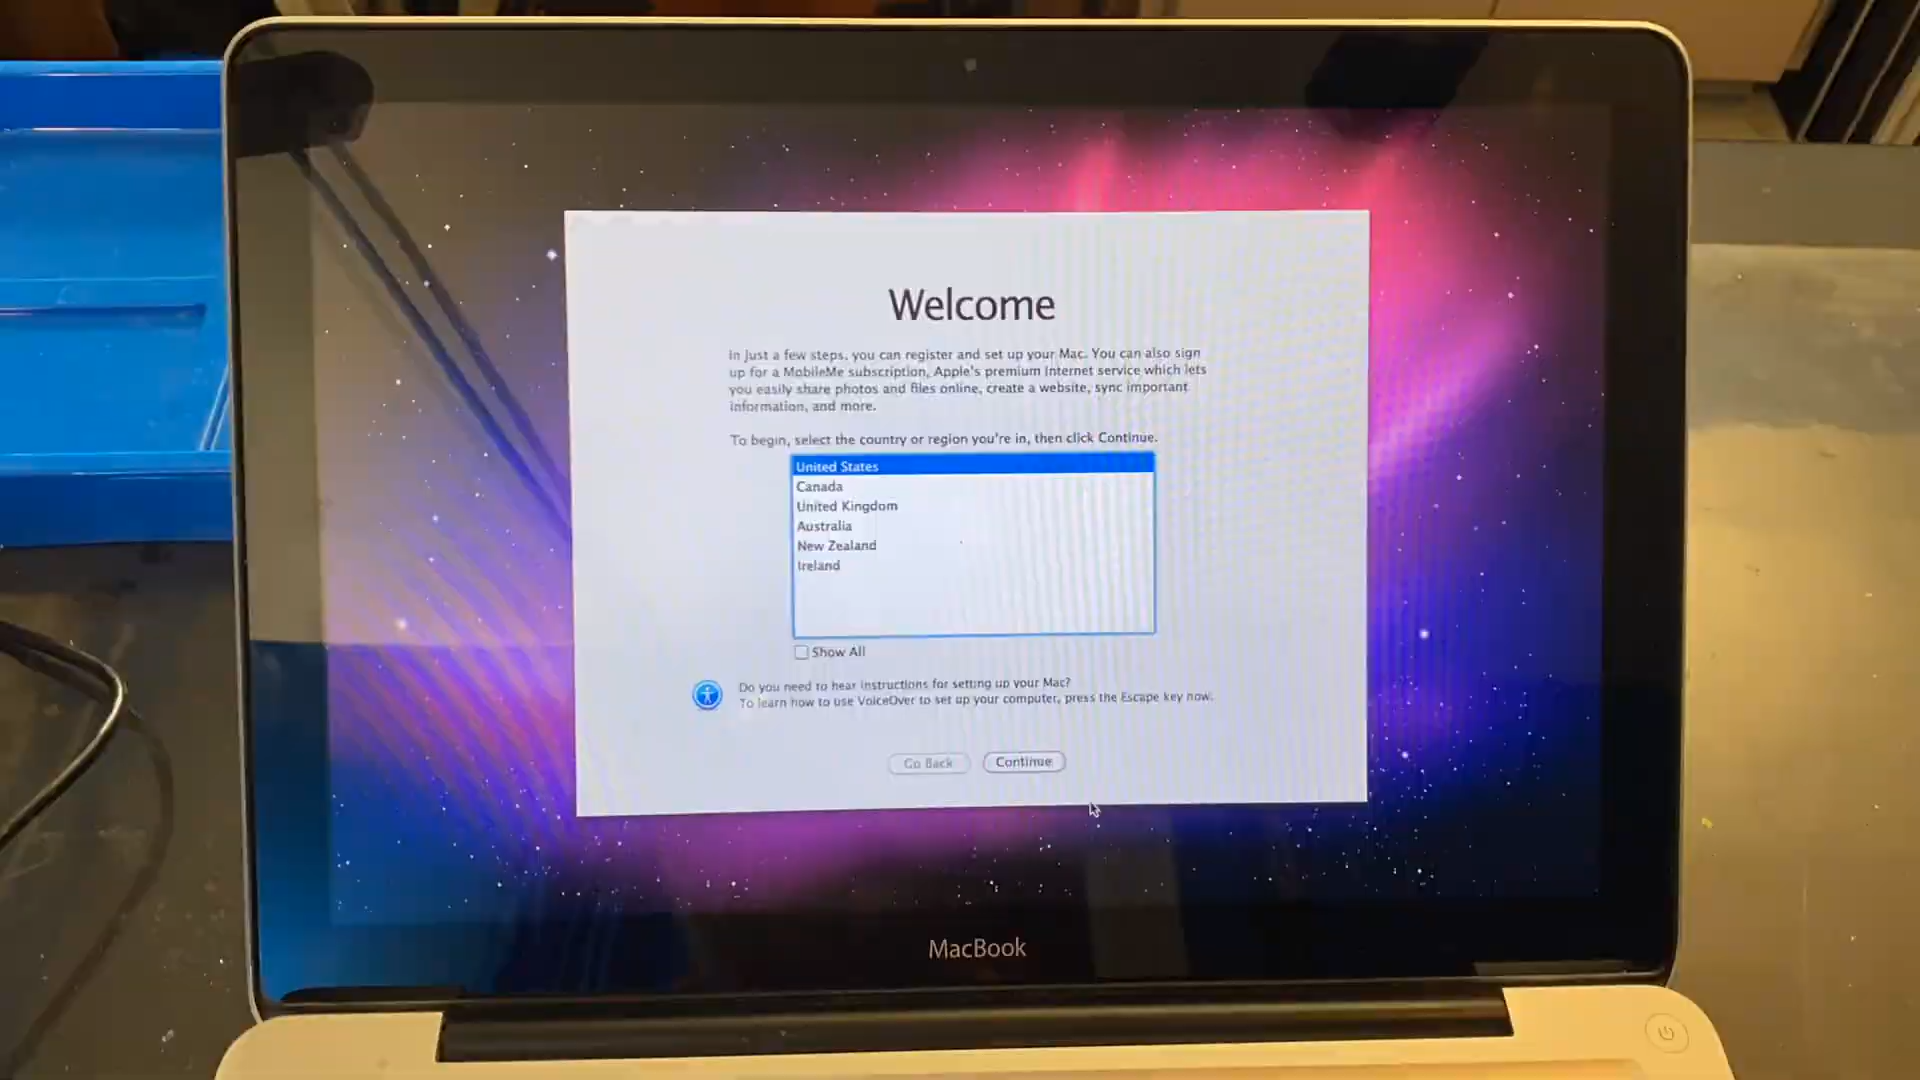 Welcome
In just a few steps, you can register and set up your Mac. You can also sign
up for a MobileMe subscription, Apple's premium Internet service which lets
you easily share photos and files online, create a website, sync important
information, and more.
To begin, select the country or region you're in, then click Continue.
United States
Canada
United Kingdom
Australia
New Zealand
Ireland
Show All
Do you need to hear instructions for setting up your Mac?
To learn how to use VoiceOver to set up your computer, press the Escape key now.
Go Back
Continue
MacBook